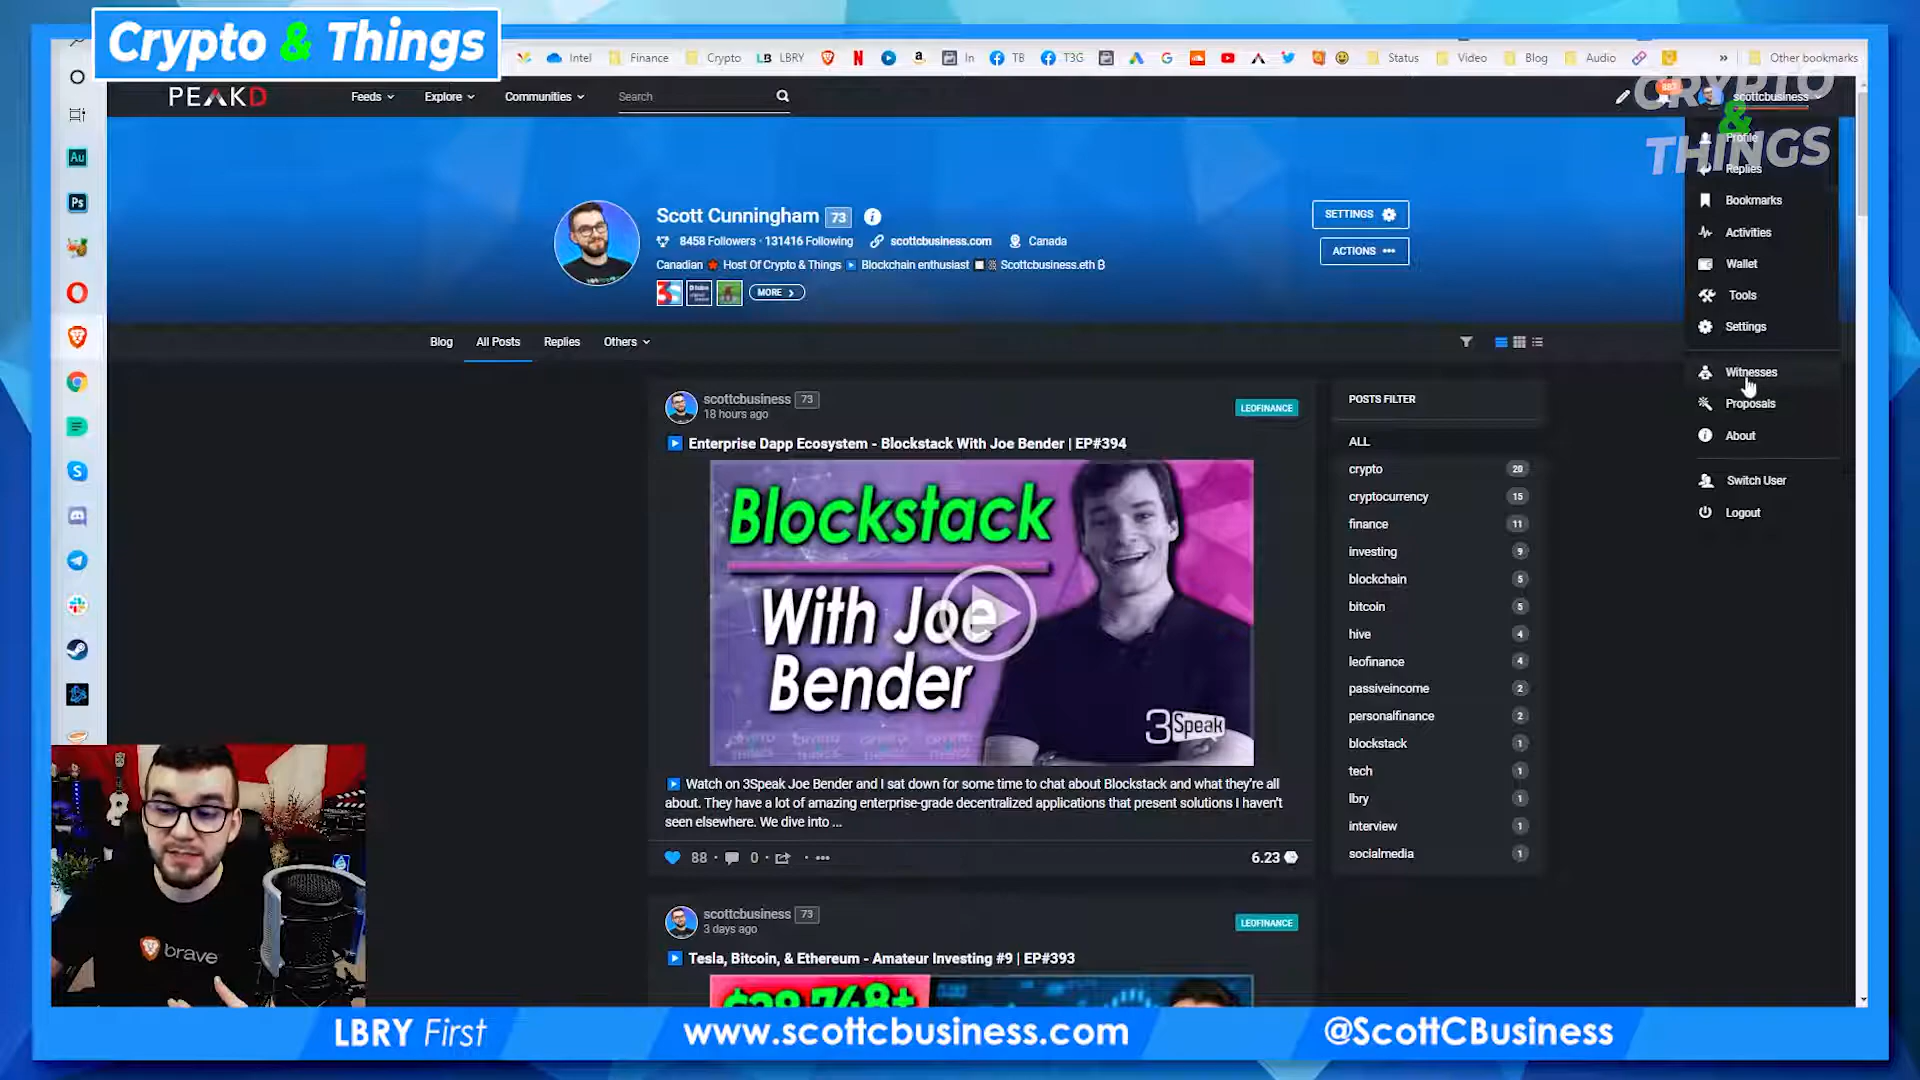 Crypto & Things
Intel
Finance
Crypto
LB LBRY
In
TB
T3G
Status
Video
Blog
Audio
Other bookmarks
PEAKD
Feeds
Explore
Communities
Search
scottcbusiness
CRYPTO
&
THINGS
Profile
Replies
Bookmarks
Activities
Wallet
Tools
Settings
Witnesses
Proposals
About
Switch User
Logout
Au
Ps
Scott Cunningham 73
8458 Followers · 131416 Following scottcbusiness.com Canada
Canadian Host Of Crypto & Things Blockchain enthusiast Scottcbusiness.eth
MORE
SETTINGS
ACTIONS
Blog
All Posts
Replies
Others
scottcbusiness 73
18 hours ago
LEOFINANCE
Enterprise Dapp Ecosystem - Blockstack With Joe Bender | EP#394
Blockstack
With Joe
Bender
3Speak
Watch on 3Speak Joe Bender and I sat down for some time to chat about Blockstack and what they're all
about. They have a lot of amazing enterprise-grade decentralized applications that present solutions I haven't
seen elsewhere. We dive into ...
88 · 0 · · 
6.23
scottcbusiness 73
3 days ago
LEOFINANCE
Tesla, Bitcoin, & Ethereum - Amateur Investing #9 | EP#393
POSTS FILTER
ALL
crypto 20
cryptocurrency 15
finance 11
investing 9
blockchain 5
bitcoin 5
hive 4
leofinance 4
passiveincome 2
personalfinance 2
blockstack 1
tech 1
lbry 1
interview 1
socialmedia 1
brave
LBRY First
www.scottcbusiness.com
@ScottCBusiness